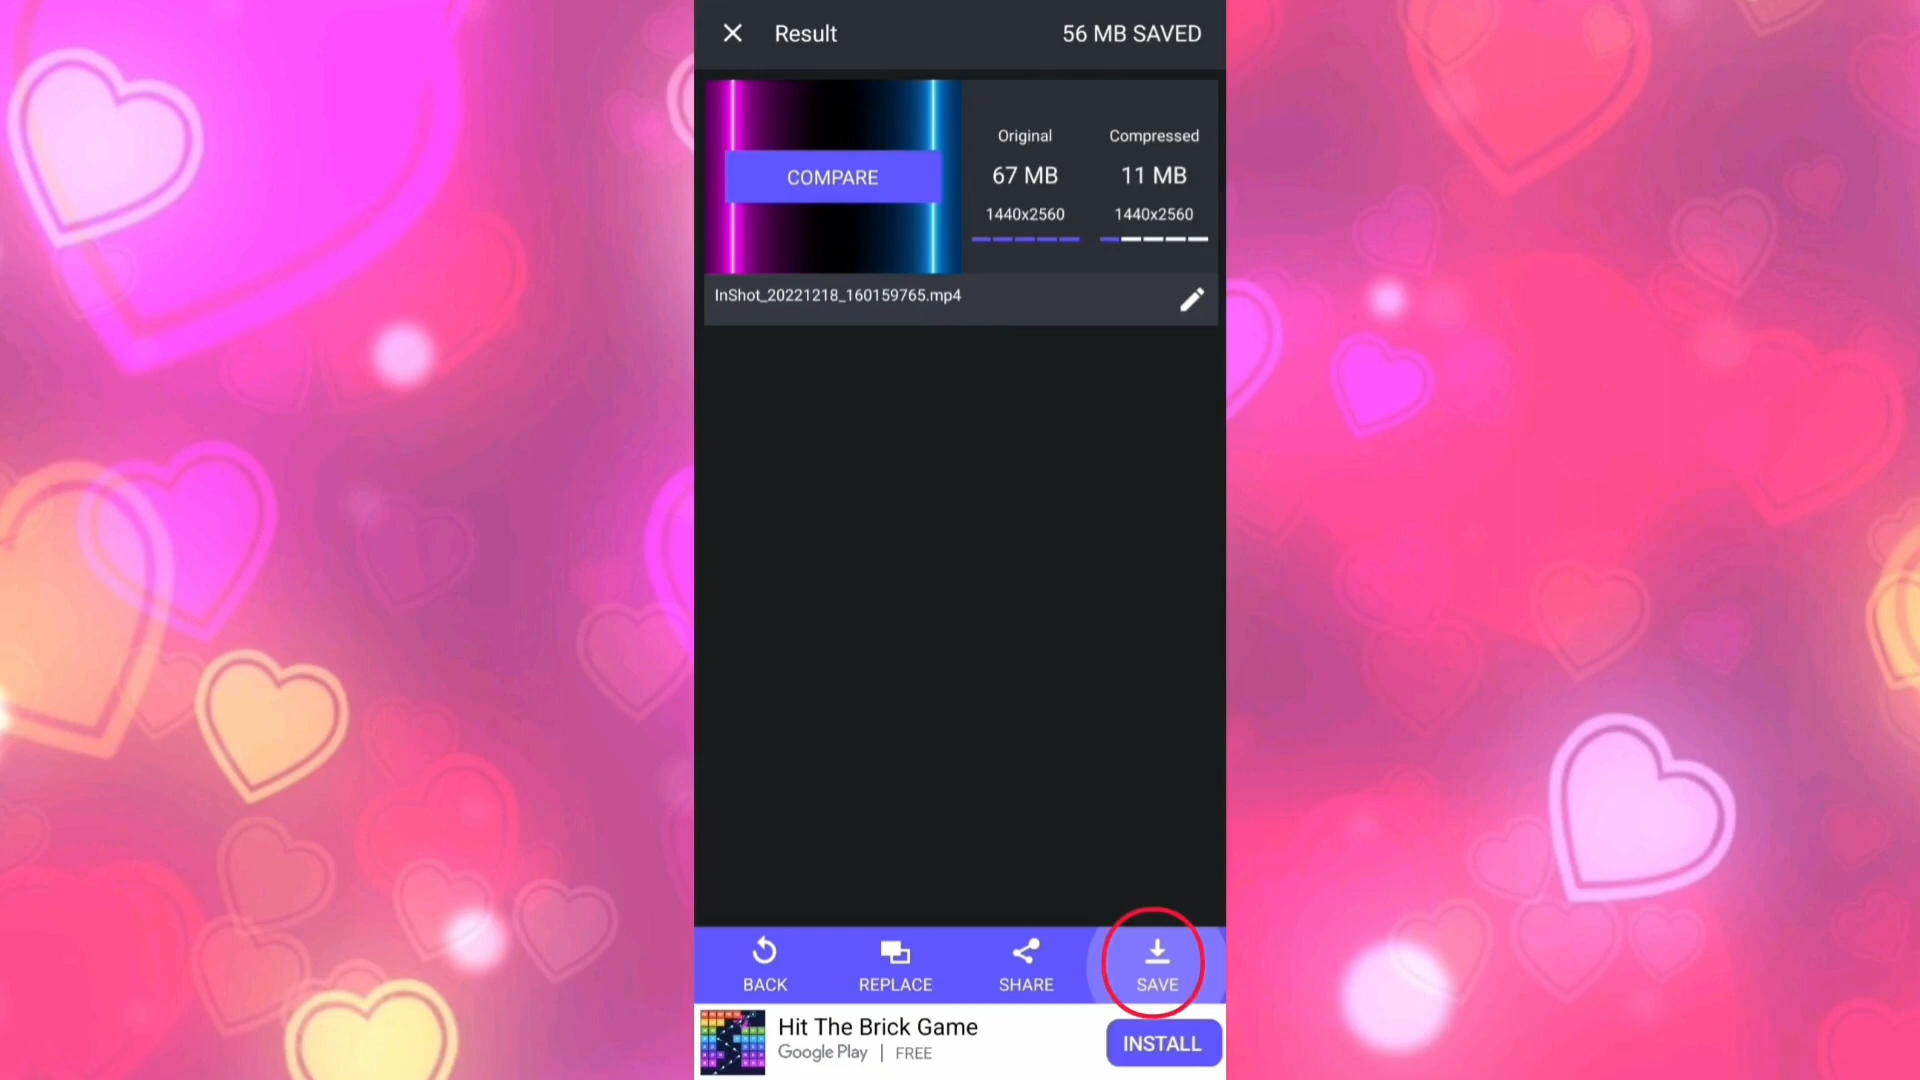 Result
56 MB SAVED
COMPARE
Original
Compressed
67 MB
11 MB
1440x2560
1440x2560
InShot_20221218_160159765.mp4
BACK
REPLACE
SHARE
SAVE
Hit The Brick Game
Google Play | FREE
INSTALL